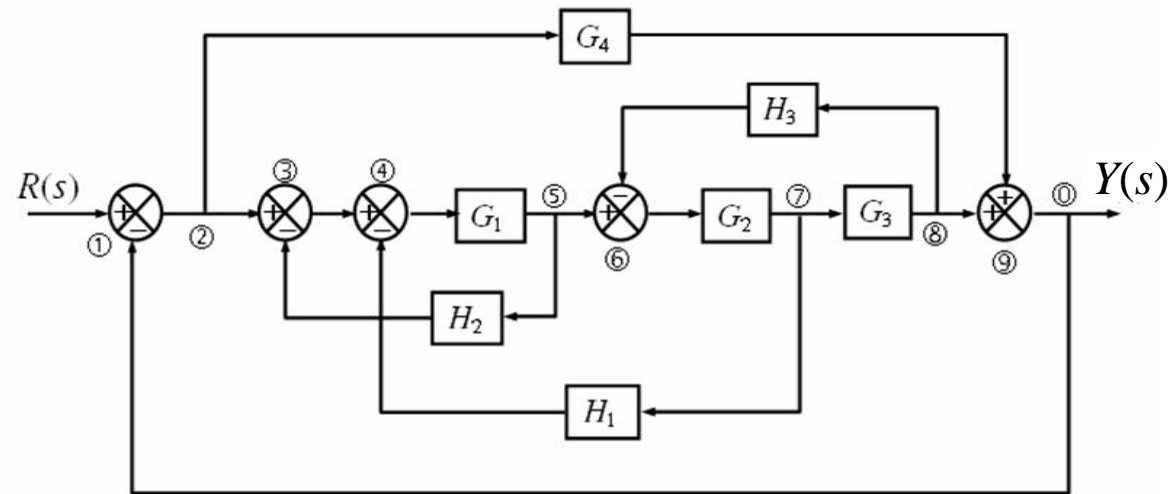 G₄
H₃
R(s) ③ ④ ⑤ ⑦ ⓪ Y(s)
+ − + − + − G₁ + − G₂ G₃ + +
① ② ⑥ ⑧ ⑨
H₂
H₁